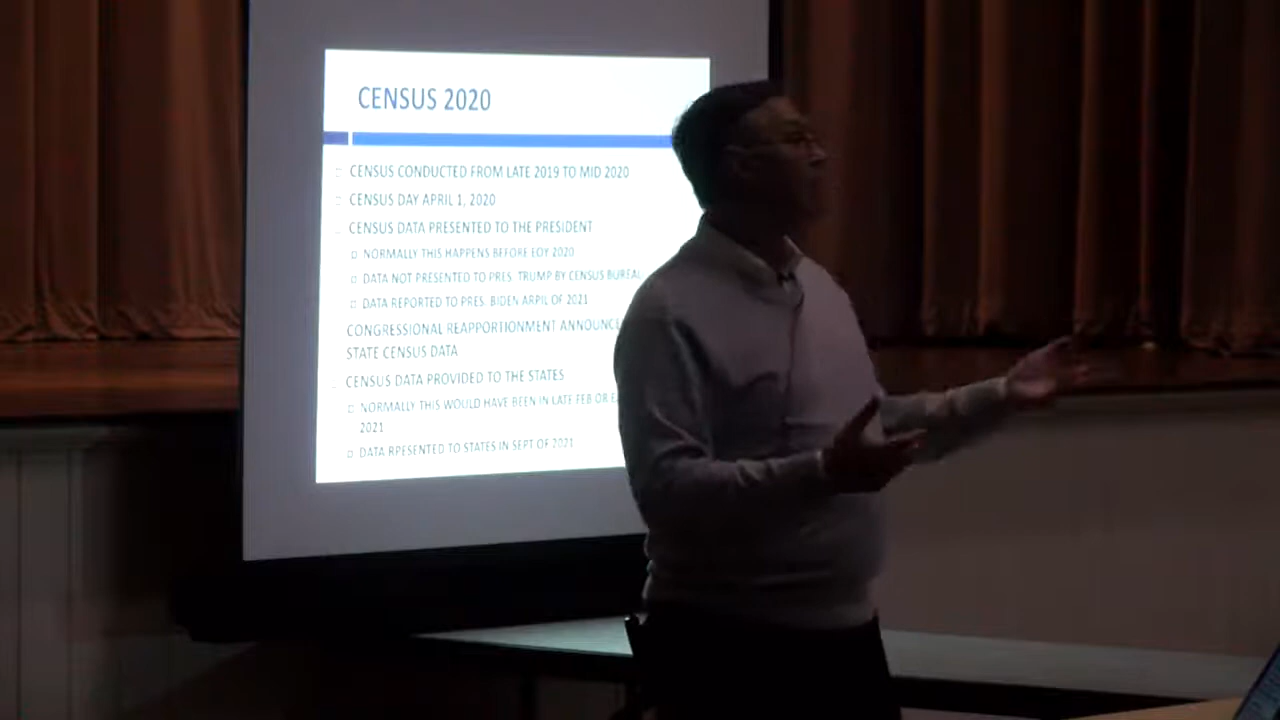 CENSUS 2020
CENSUS CONDUCTED FROM LATE 2019 TO MID 2020
CENSUS DAY APRIL 1, 2020
CENSUS DATA PRESENTED TO THE PRESIDENT
NORMALLY THIS HAPPENS BEFORE EOY 2020
DATA NOT PRESENTED TO PRES. TRUMP BY CENSUS BUREAU
DATA REPORTED TO PRES. BIDEN ARPIL OF 2021
CONGRESSIONAL REAPPORTIONMENT
STATE CENSUS DATA
CENSUS DATA PROVIDED TO THE STATES
NORMALLY THIS WOULD HAVE BEEN IN LATE FEB OR
2021
DATA RPESENTED TO STATES IN SEPT OF 2021